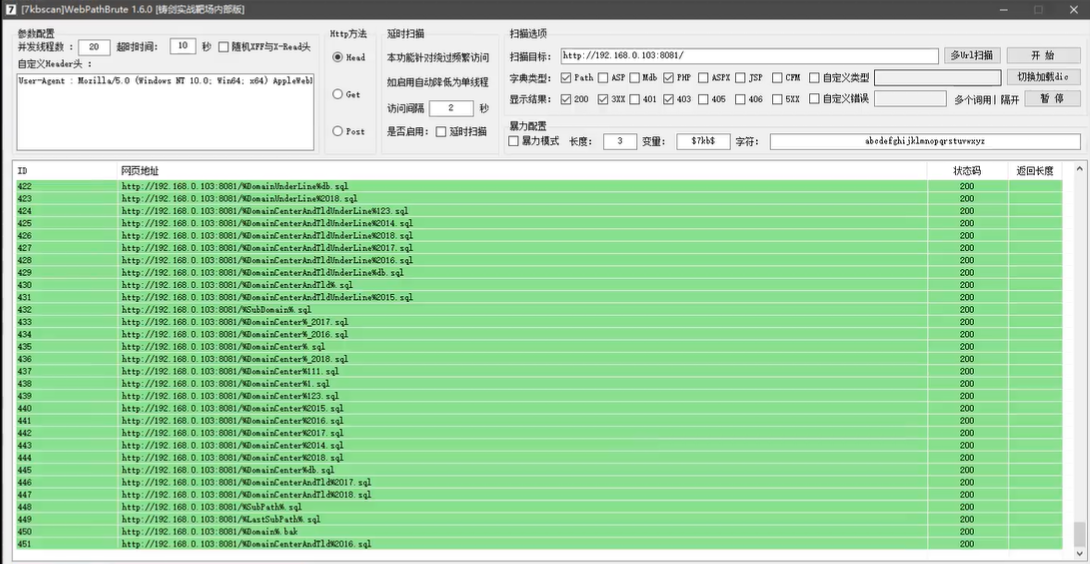 [7kbscan]WebPathBrute 1.6.0 [铸剑实战靶场内部版]
参数配置
并发线程数： 20 超时时间： 10 秒 随机XFF与X-Read头
自定义Header头：
User-Agent : Mozilla/5.0 (Windows NT 10.0; Win64; x64) AppleWeb
Http方法
Head
Get
Post
延时扫描
本功能针对绕过频繁访问
如启用自动降低为单线程
访问间隔 2 秒
是否启用： 延时扫描
扫描选项
扫描目标： http://192.168.0.103:8081/ 多Url扫描 开 始
字典类型： Path ASP Mdb PHP ASPX JSP CFM 自定义类型 切换加载dic
显示结果： 200 3XX 401 403 405 406 5XX 自定义错误 多个词用| 隔开 暂 停
暴力配置
暴力模式 长度： 3 变量： $7kb$ 字符： abcdefghijklmnopqrstuvwxyz
ID 网页地址 状态码 返回长度
422 http://192.168.0.103:8081/%DomainUnderLine%db.sql 200
423 http://192.168.0.103:8081/%DomainUnderLine%2018.sql 200
424 http://192.168.0.103:8081/%DomainCenterAndTldUnderLine%123.sql 200
425 http://192.168.0.103:8081/%DomainCenterAndTldUnderLine%2014.sql 200
426 http://192.168.0.103:8081/%DomainCenterAndTldUnderLine%2018.sql 200
427 http://192.168.0.103:8081/%DomainCenterAndTldUnderLine%2017.sql 200
428 http://192.168.0.103:8081/%DomainCenterAndTldUnderLine%2016.sql 200
429 http://192.168.0.103:8081/%DomainCenterAndTldUnderLine%db.sql 200
430 http://192.168.0.103:8081/%DomainCenterAndTld%.sql 200
431 http://192.168.0.103:8081/%DomainCenterAndTldUnderLine%2015.sql 200
432 http://192.168.0.103:8081/%SubDomain%.sql 200
433 http://192.168.0.103:8081/%DomainCenter%_2017.sql 200
434 http://192.168.0.103:8081/%DomainCenter%_2016.sql 200
435 http://192.168.0.103:8081/%DomainCenter%.sql 200
436 http://192.168.0.103:8081/%DomainCenter%_2018.sql 200
437 http://192.168.0.103:8081/%DomainCenter%111.sql 200
438 http://192.168.0.103:8081/%DomainCenter%1.sql 200
439 http://192.168.0.103:8081/%DomainCenter%123.sql 200
440 http://192.168.0.103:8081/%DomainCenter%2015.sql 200
441 http://192.168.0.103:8081/%DomainCenter%2016.sql 200
442 http://192.168.0.103:8081/%DomainCenter%2017.sql 200
443 http://192.168.0.103:8081/%DomainCenter%2014.sql 200
444 http://192.168.0.103:8081/%DomainCenter%2018.sql 200
445 http://192.168.0.103:8081/%DomainCenter%db.sql 200
446 http://192.168.0.103:8081/%DomainCenterAndTld%2017.sql 200
447 http://192.168.0.103:8081/%DomainCenterAndTld%2018.sql 200
448 http://192.168.0.103:8081/%SubPath%.sql 200
449 http://192.168.0.103:8081/%LastSubPath%.sql 200
450 http://192.168.0.103:8081/%Domain%.bak 200
451 http://192.168.0.103:8081/%DomainCenterAndTld%2016.sql 200